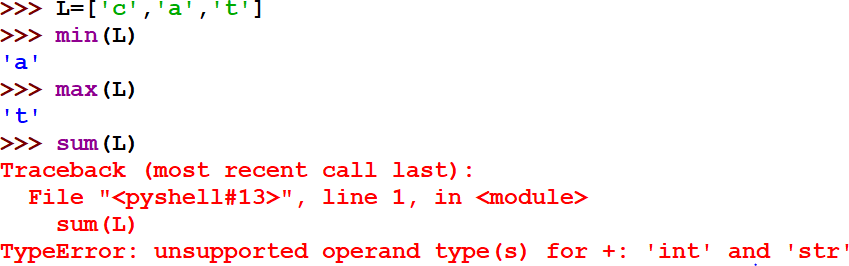 >>> L=['c','a','t']
>>> min(L)
'a'
>>> max(L)
't'
>>> sum(L)
Traceback (most recent call last):
  File "<pyshell#13>", line 1, in <module>
    sum(L)
TypeError: unsupported operand type(s) for +: 'int' and 'str'